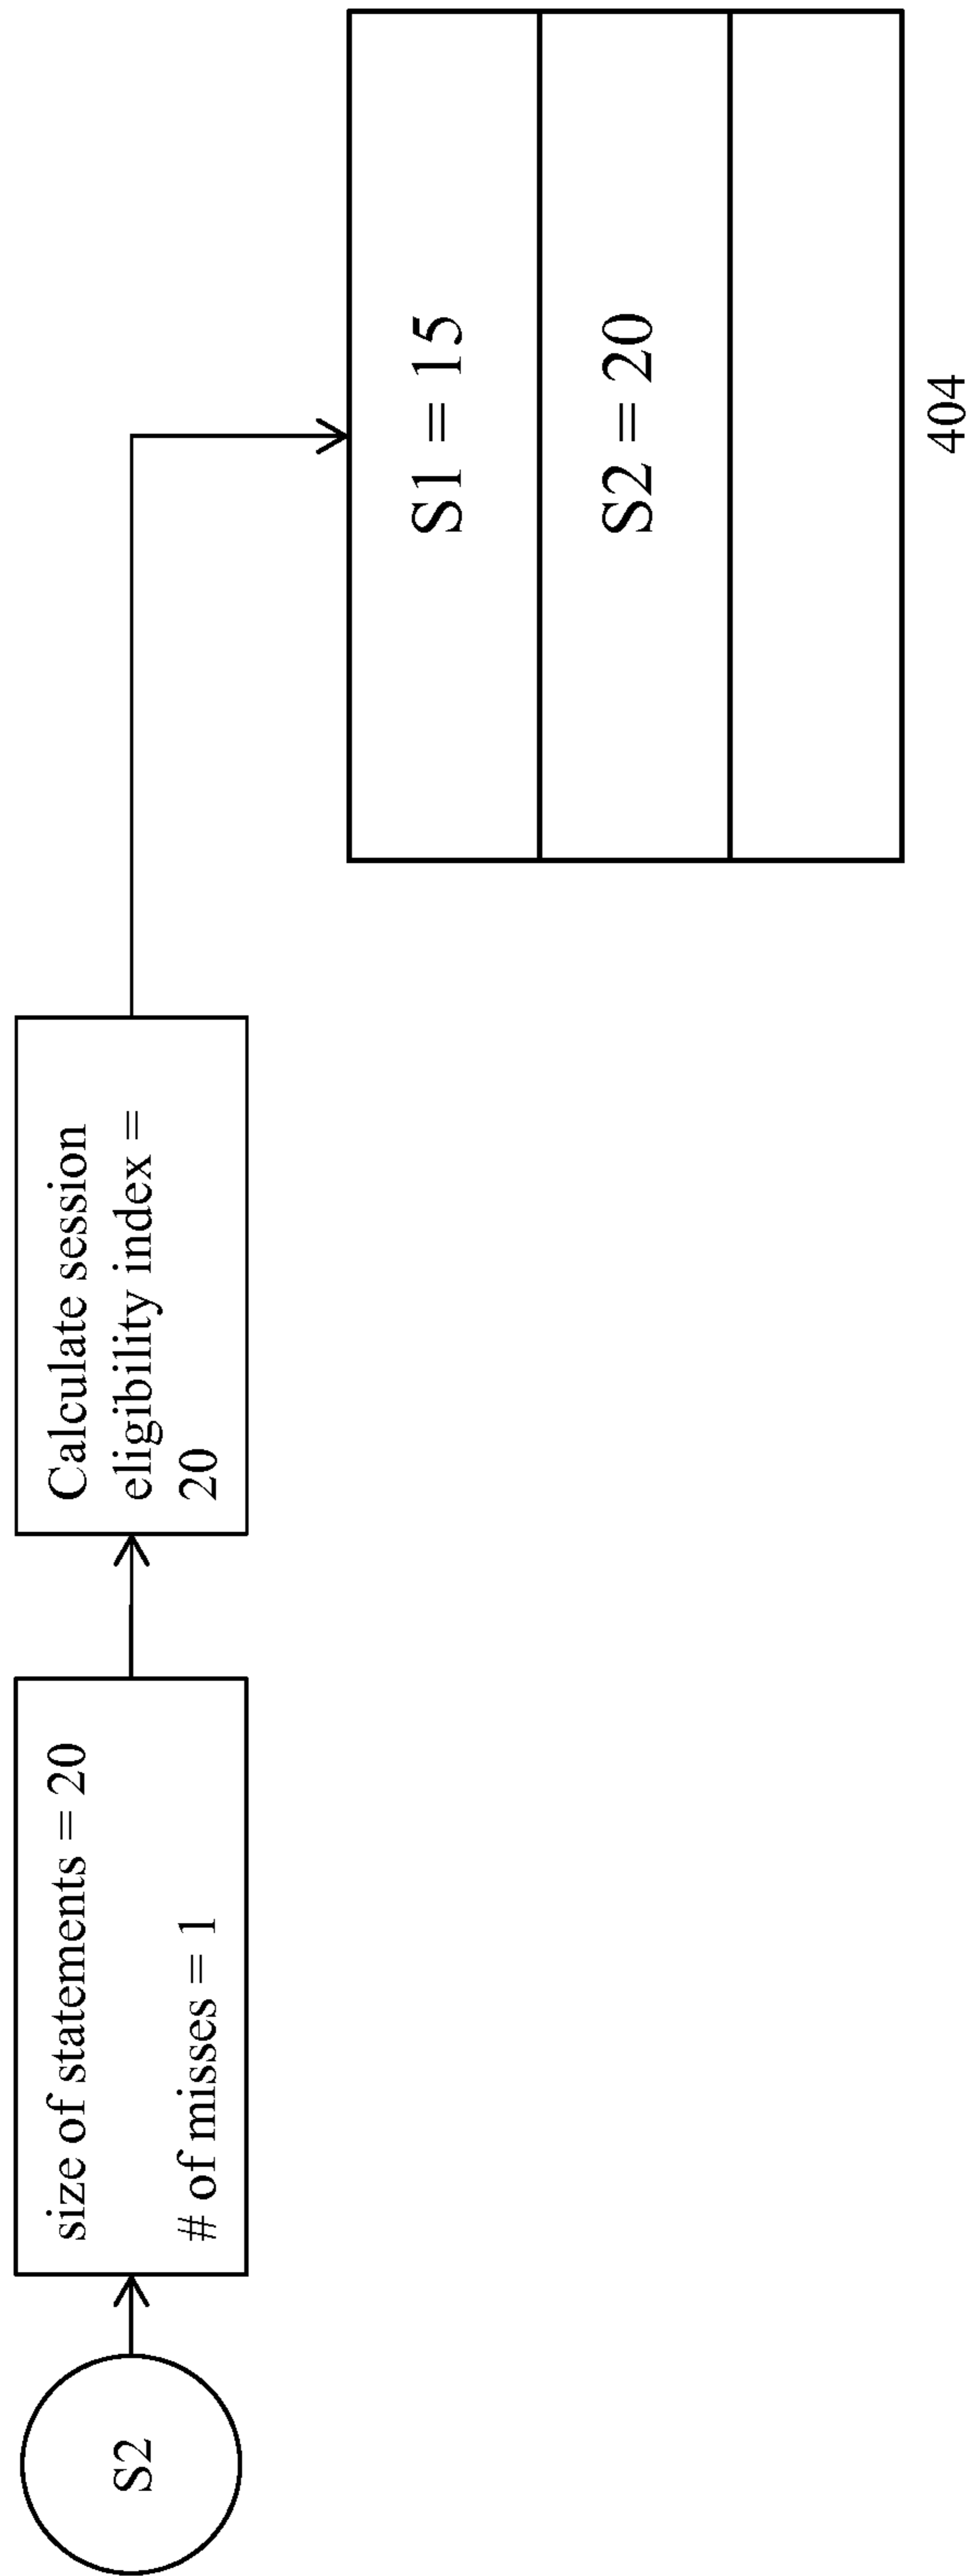 S2
size of statements = 20
# of misses = 1
Calculate session
eligibility index =
20
S1 = 15
S2 = 20
404